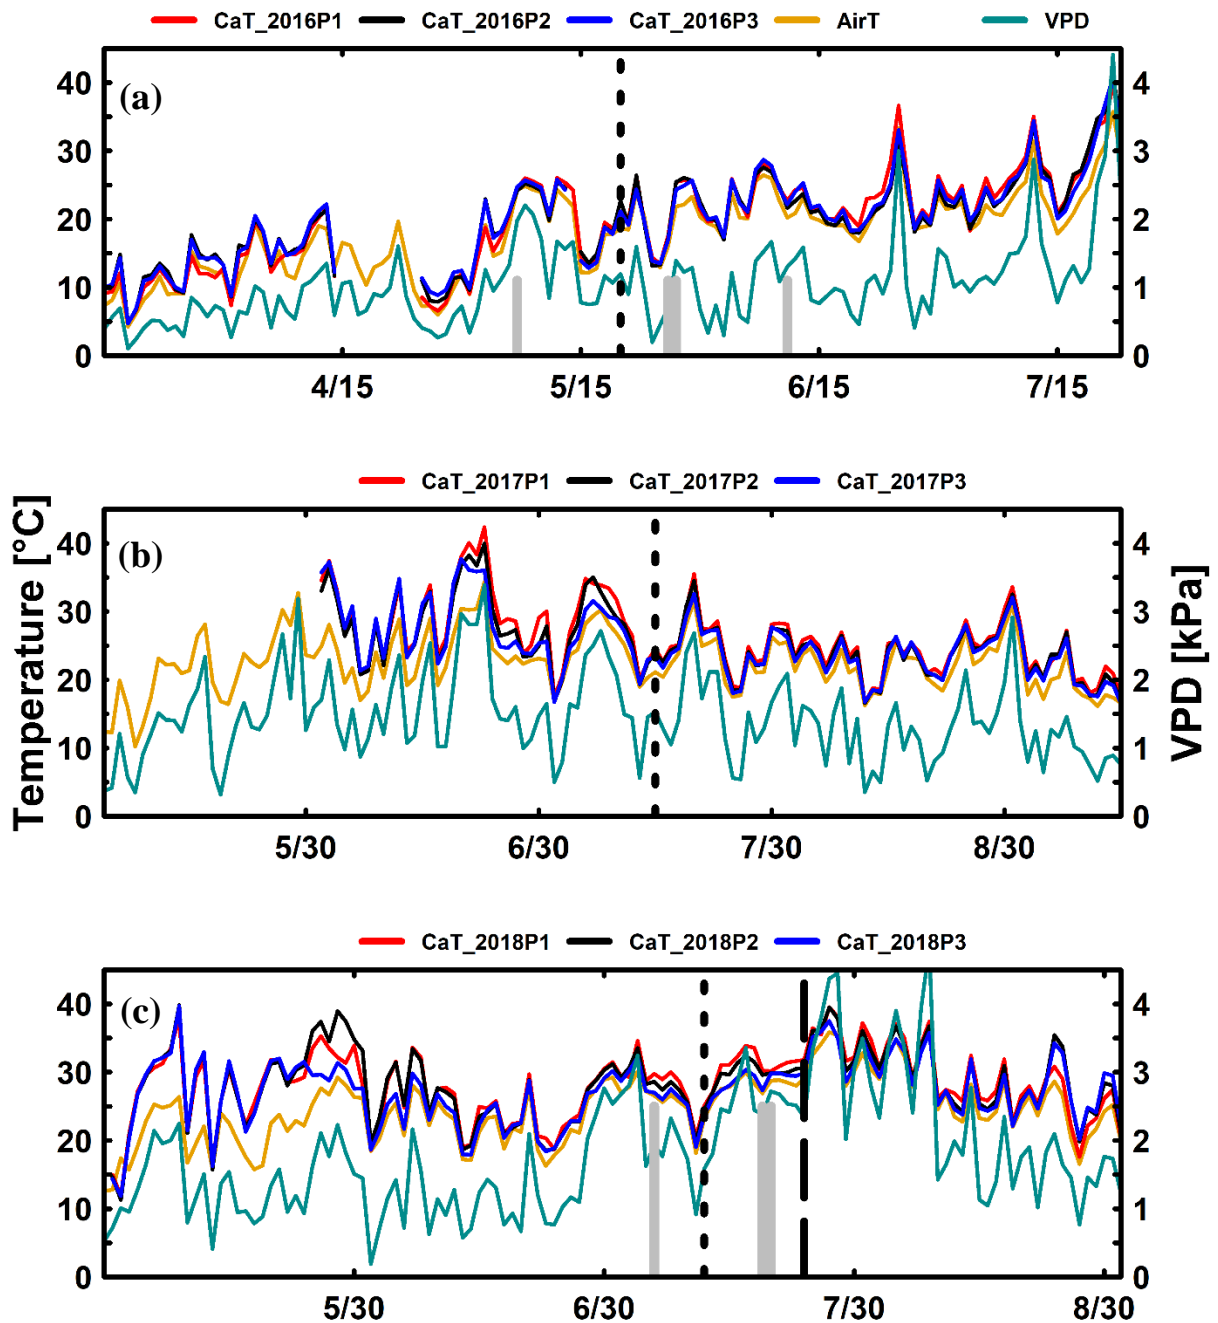 CaT_2016P1 CaT_2016P2 CaT_2016P3 AirT VPD
(a)
40 4
30 3
20 2
10 1
0 0
4/15 5/15 6/15 7/15
CaT_2017P1 CaT_2017P2 CaT_2017P3
Temperature [°C]
VPD [kPa]
(b)
40 4
30 3
20 2
10 1
0 0
5/30 6/30 7/30 8/30
CaT_2018P1 CaT_2018P2 CaT_2018P3
(c)
40 4
30 3
20 2
10 1
0 0
5/30 6/30 7/30 8/30